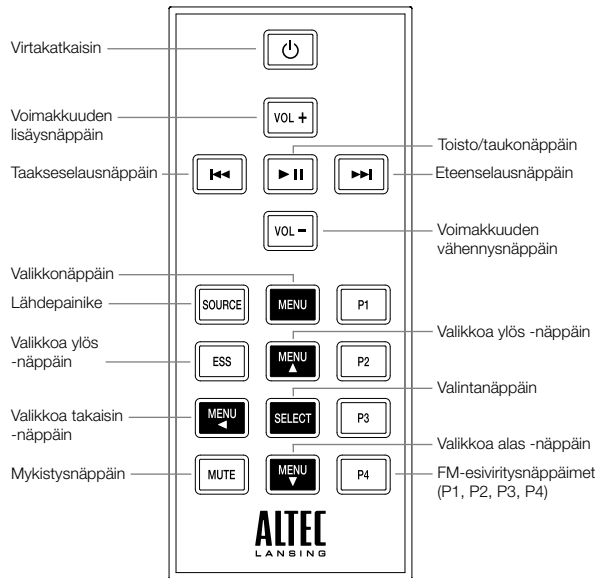 Virtakatkaisin
Voimakkuuden
lisäysnäppäin
VOL +
Toisto/taukonäppäin
Taakseselausnäppäin
Eteenselausnäppäin
VOL -
Voimakkuuden
vähennysnäppäin
Valikkonäppäin
Lähdepainike
SOURCE
MENU
P1
Valikkoa ylös -näppäin
Valikkoa ylös
-näppäin
ESS
MENU
P2
Valintanäppäin
Valikkoa takaisin
-näppäin
MENU
SELECT
P3
Valikkoa alas -näppäin
Mykistysnäppäin
MUTE
MENU
P4
FM-esiviritysnäppäimet
(P1, P2, P3, P4)
ALTEC
LANSING